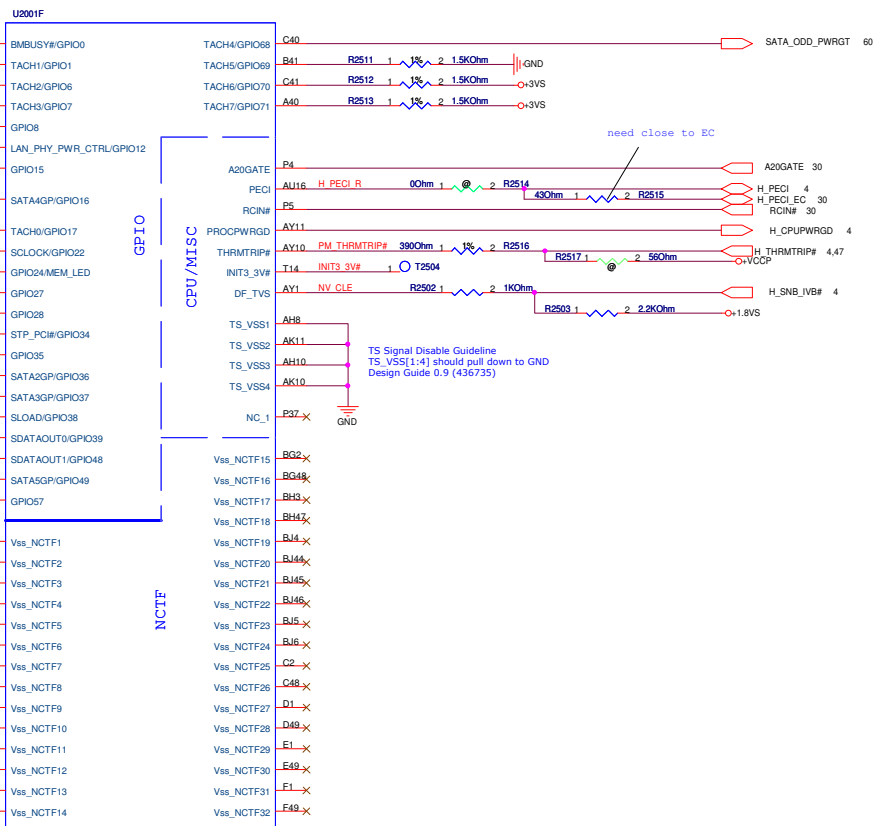 U2001F
BMBUSY#/GPIO0 TACH4/GPIO68 C40 SATA_ODD_PWRGT 60
TACH1/GPIO1 TACH5/GPIO69 B41 R2511 1 1% 2 1.5KOhm GND
TACH2/GPIO6 TACH6/GPIO70 C41 R2512 1 1% 2 1.5KOhm +3VS
TACH3/GPIO7 TACH7/GPIO71 A40 R2513 1 1% 2 1.5KOhm +3VS
GPIO8
need close to EC
LAN_PHY_PWR_CTRL/GPIO12
GPIO15 A20GATE P4 A20GATE 30
PECI AU16 H_PECI_R 0Ohm 1 @ 2 R2514 H_PECI 4
SATA4GP/GPIO16 43Ohm 1 2 R2515 H_PECI_EC 30
RCIN# P5 RCIN# 30
TACH0/GPIO17 PROCPWRGD AY11 H_CPUPWRGD 4
GPIO
CPU/MISC
SCLOCK/GPIO22 THRMTRIP# AY10 PM_THRMTRIP# 390Ohm 1 1% 2 R2516 H_THRMTRIP# 4,47
R2517 1 @ 2 56Ohm +VCCP
GPIO24/MEM_LED INIT3_3V# T14 INIT3_3V# 1 T2504
GPIO27 DF_TVS AY1 NV_CLE R2502 1 2 1KOhm H_SNB_IVB# 4
GPIO28 R2503 1 2 2.2KOhm +1.8VS
TS_VSS1 AH8
STP_PCI#/GPIO34
TS_VSS2 AK11
GPIO35 TS Signal Disable Guideline
TS_VSS3 AH10 TS_VSS[1:4] should pull down to GND
SATA2GP/GPIO36 Design Guide 0.9 (436735)
TS_VSS4 AK10
SATA3GP/GPIO37
SLOAD/GPIO38 NC_1 P37 GND
SDATAOUT0/GPIO39
SDATAOUT1/GPIO48 Vss_NCTF15 BG2
SATA5GP/GPIO49 Vss_NCTF16 BG48
GPIO57 Vss_NCTF17 BH3
Vss_NCTF18 BH47
Vss_NCTF1 Vss_NCTF19 BJ4
Vss_NCTF2 Vss_NCTF20 BJ44
Vss_NCTF3 Vss_NCTF21 BJ45
NCTF
Vss_NCTF4 Vss_NCTF22 BJ46
Vss_NCTF5 Vss_NCTF23 BJ5
Vss_NCTF6 Vss_NCTF24 BJ6
Vss_NCTF7 Vss_NCTF25 C2
Vss_NCTF8 Vss_NCTF26 C48
Vss_NCTF9 Vss_NCTF27 D1
Vss_NCTF10 Vss_NCTF28 D49
Vss_NCTF11 Vss_NCTF29 E1
Vss_NCTF12 Vss_NCTF30 E49
Vss_NCTF13 Vss_NCTF31 F1
Vss_NCTF14 Vss_NCTF32 F49